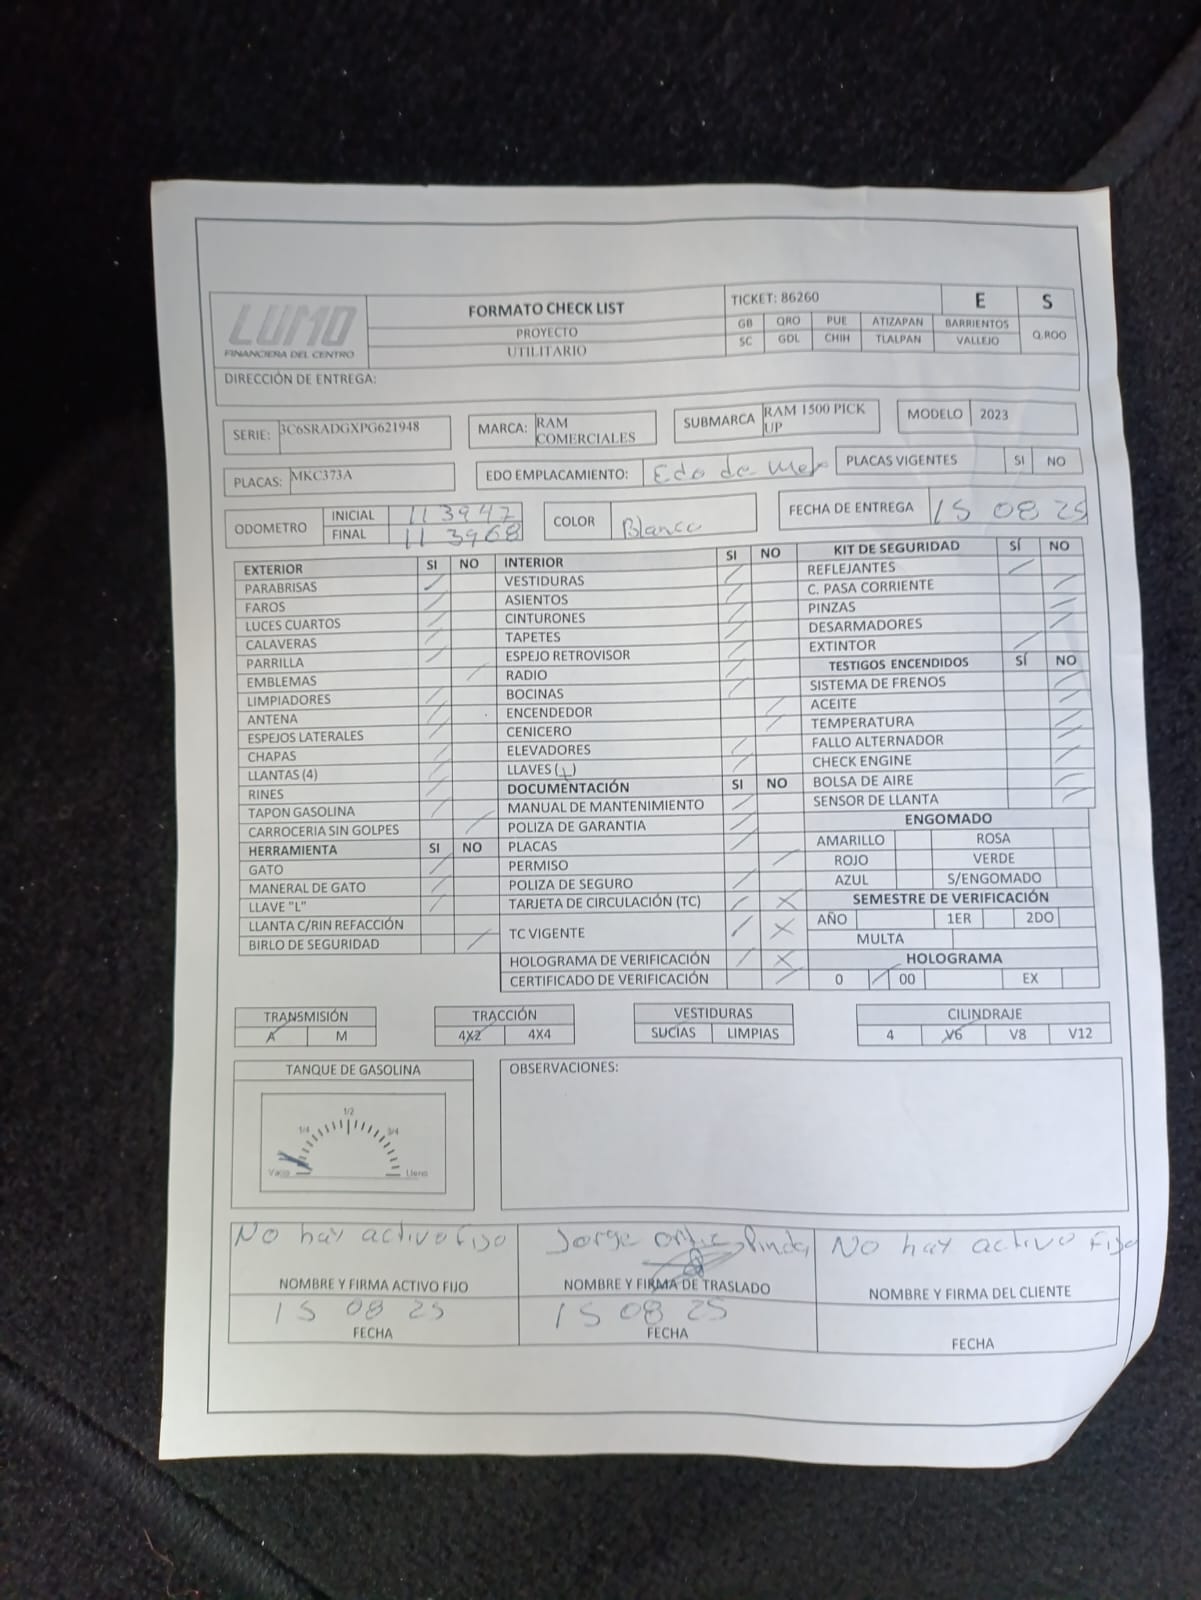 LUMO
FINANCIERA DEL CENTRO
FORMATO CHECK LIST
PROYECTO
UTILITARIO
TICKET: 86260 E S
GB QRO PUE ATIZAPAN BARRIENTOS Q.ROO
SC GDL CHIH TLALPAN VALLEJO
DIRECCIÓN DE ENTREGA:
SERIE: 3C6SRADGXPG621948 MARCA: RAM COMERCIALES SUBMARCA RAM 1500 PICK UP MODELO 2023
PLACAS: MKC373A EDO EMPLACAMIENTO: Edo de Mex PLACAS VIGENTES SI NO
ODOMETRO INICIAL 113947 COLOR Blanco FECHA DE ENTREGA 15 08 25
FINAL 113968
EXTERIOR SI NO
PARABRISAS
FAROS
LUCES CUARTOS
CALAVERAS
PARRILLA
EMBLEMAS
LIMPIADORES
ANTENA
ESPEJOS LATERALES
CHAPAS
LLANTAS (4)
RINES
TAPON GASOLINA
CARROCERIA SIN GOLPES
HERRAMIENTA SI NO
GATO
MANERAL DE GATO
LLAVE "L"
LLANTA C/RIN REFACCIÓN
BIRLO DE SEGURIDAD
INTERIOR SI NO
VESTIDURAS
ASIENTOS
CINTURONES
TAPETES
ESPEJO RETROVISOR
RADIO
BOCINAS
ENCENDEDOR
CENICERO
ELEVADORES
LLAVES (1)
DOCUMENTACIÓN SI NO
MANUAL DE MANTENIMIENTO
POLIZA DE GARANTIA
PLACAS
PERMISO
POLIZA DE SEGURO
TARJETA DE CIRCULACIÓN (TC)
TC VIGENTE
HOLOGRAMA DE VERIFICACIÓN
CERTIFICADO DE VERIFICACIÓN
KIT DE SEGURIDAD SÍ NO
REFLEJANTES
C. PASA CORRIENTE
PINZAS
DESARMADORES
EXTINTOR
TESTIGOS ENCENDIDOS SÍ NO
SISTEMA DE FRENOS
ACEITE
TEMPERATURA
FALLO ALTERNADOR
CHECK ENGINE
BOLSA DE AIRE
SENSOR DE LLANTA
ENGOMADO
AMARILLO ROSA
ROJO VERDE
AZUL S/ENGOMADO
SEMESTRE DE VERIFICACIÓN
AÑO 1ER 2DO
MULTA
HOLOGRAMA
0 00 EX
TRANSMISIÓN
A M
TRACCIÓN
4X2 4X4
VESTIDURAS
SUCIAS LIMPIAS
CILINDRAJE
4 V6 V8 V12
TANQUE DE GASOLINA
1/2
1/4 3/4
Vacio Lleno
OBSERVACIONES:
No hay activo fijo
NOMBRE Y FIRMA ACTIVO FIJO
15 08 25
FECHA
Jorge
NOMBRE Y FIRMA DE TRASLADO
15 08 25
FECHA
No hay activo fijo
NOMBRE Y FIRMA DEL CLIENTE
FECHA